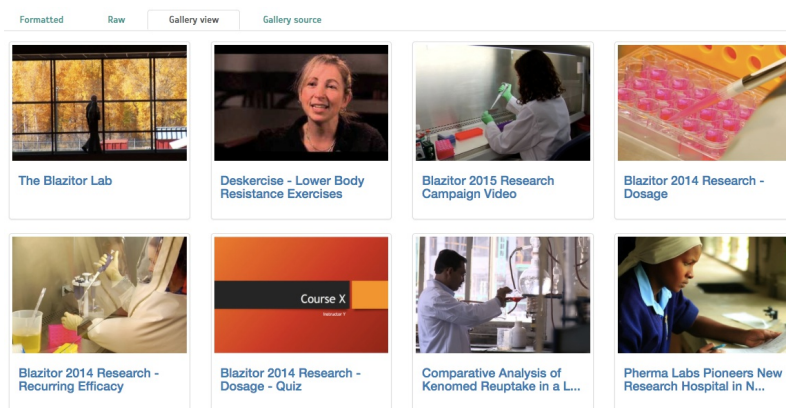 Formatted
Raw
Gallery view
Gallery source
The Blazitor Lab
Deskercise - Lower Body
Resistance Exercises
Blazitor 2015 Research
Campaign Video
Blazitor 2014 Research -
Dosage
Course X
Instructor Y
Blazitor 2014 Research -
Recurring Efficacy
Blazitor 2014 Research -
Dosage - Quiz
Comparative Analysis of
Kenomed Reuptake in a L...
Pherma Labs Pioneers New
Research Hospital in N...